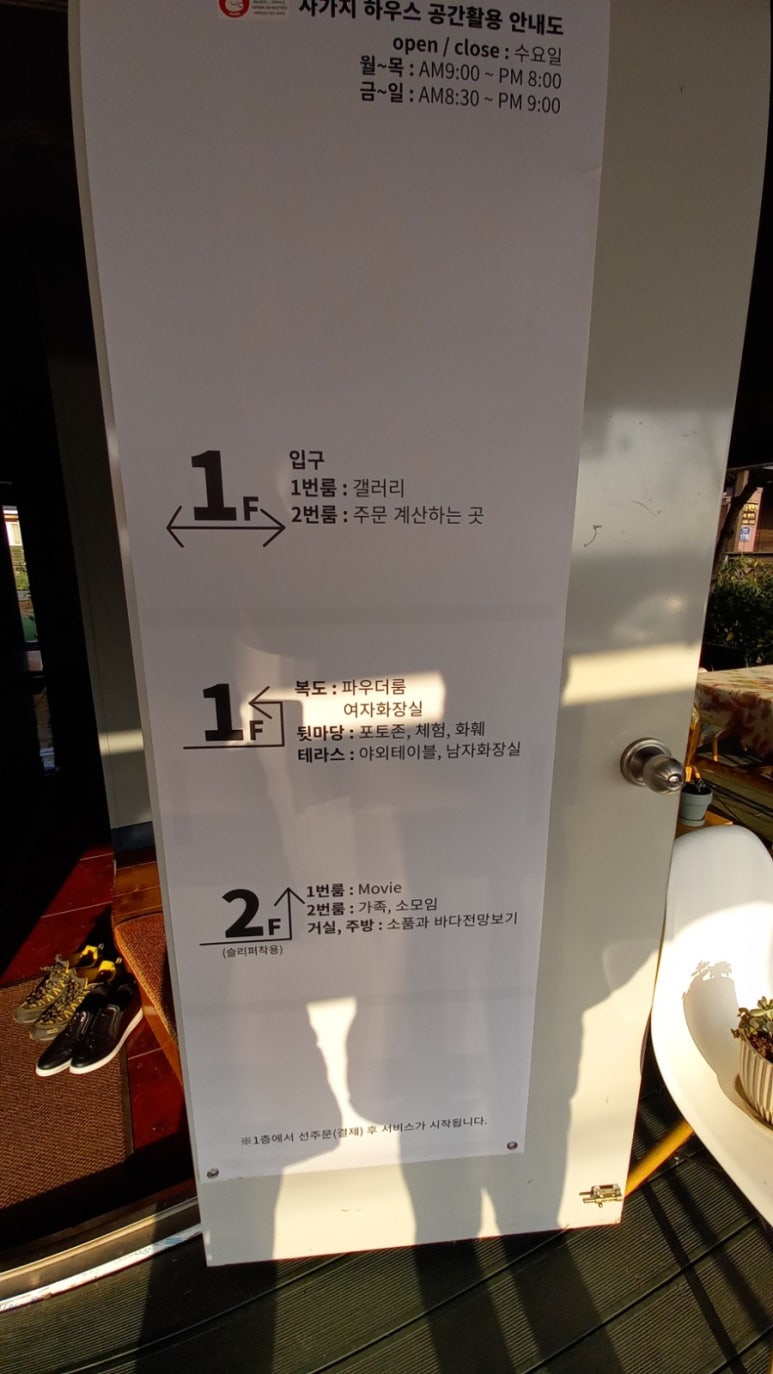 사가지 하우스 공간활용 안내도
open / close : 수요일
월~목 : AM9:00 ~ PM 8:00
금~일 : AM8:30 ~ PM 9:00
1F
입구
1번룸 : 갤러리
2번룸 : 주문 계산하는 곳
1F
복도 : 파우더룸
여자화장실
뒷마당 : 포토존, 체험, 화훼
테라스 : 야외테이블, 남자화장실
2F
(슬리퍼착용)
1번룸 : Movie
2번룸 : 가족, 소모임
거실, 주방 : 소품과 바다전망보기
※1층에서 선주문(결제) 후 서비스가 시작됩니다.